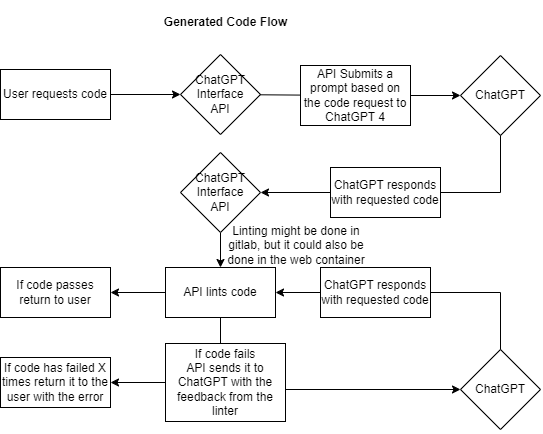 Generated Code Flow
User requests code
ChatGPT
Interface
API
API Submits a
prompt based on
the code request to
ChatGPT 4
ChatGPT
ChatGPT
Interface
API
ChatGPT responds
with requested code
Linting might be done in
gitlab, but it could also be
done in the web container
If code passes
return to user
API lints code
ChatGPT responds
with requested code
If code has failed X
times return it to the
user with the error
If code fails
API sends it to
ChatGPT with the
feedback from the
linter
ChatGPT